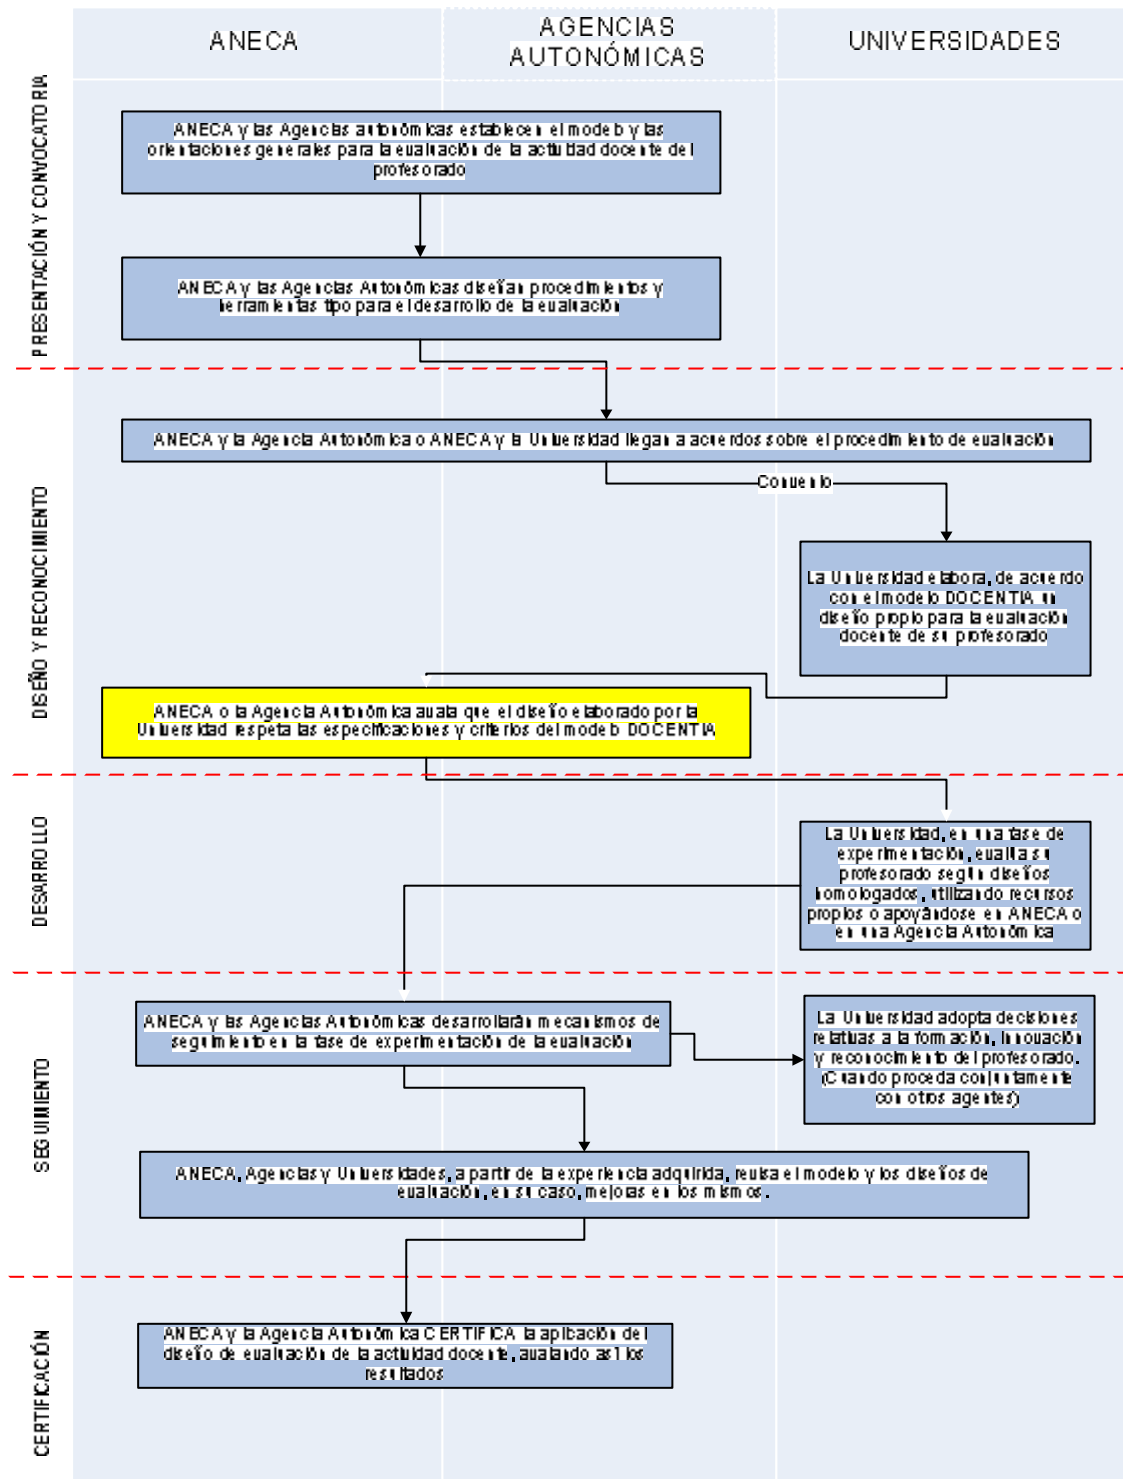 ANECA
AGENCIAS
AUTONÓMICAS
UNIVERSIDADES
PRESENTACIÓN Y CONVOCATORIA
ANECA y las Agencias autonómicas establecen el modelo y las
orientaciones generales para la evaluación de la actividad docente del
profesorado
ANECA y las Agencias Autonómicas diseñan procedimientos y
herramientas tipo para el desarrollo de la evaluación
DISEÑO Y RECONOCIMIENTO
ANECA y la Agencia Autonómica o ANECA y la Universidad llegan a acuerdos sobre el procedimiento de evaluación
Convenio
La Universidad elabora, de acuerdo
con el modelo DOCENTIA un
diseño propio para la evaluación
docente de su profesorado
ANECA o la Agencia Autonómica avala que el diseño elaborado por la
Universidad respeta las especificaciones y criterios del modelo DOCENTIA
DESARROLLO
La Universidad, en una fase de
experimentación, evalúa su
profesorado según diseños
homologados, utilizando recursos
propios o apoyándose en ANECA o
en una Agencia Autonómica
SEGUIMIENTO
ANECA y las Agencias Autonómicas desarrollarán mecanismos de
seguimiento en la fase de experimentación de la evaluación
La Universidad adopta decisiones
relativas a la formación, innovación
y reconocimiento del profesorado.
(Cuando proceda conjuntamente
con otros agentes)
ANECA, Agencias y Universidades, a partir de la experiencia adquirida, revisa el modelo y los diseños de
evaluación, en su caso, mejoras en los mismos.
CERTIFICACIÓN
ANECA y la Agencia Autonómica CERTIFICA la aplicación del
diseño de evaluación de la actividad docente, avalando así los
resultados